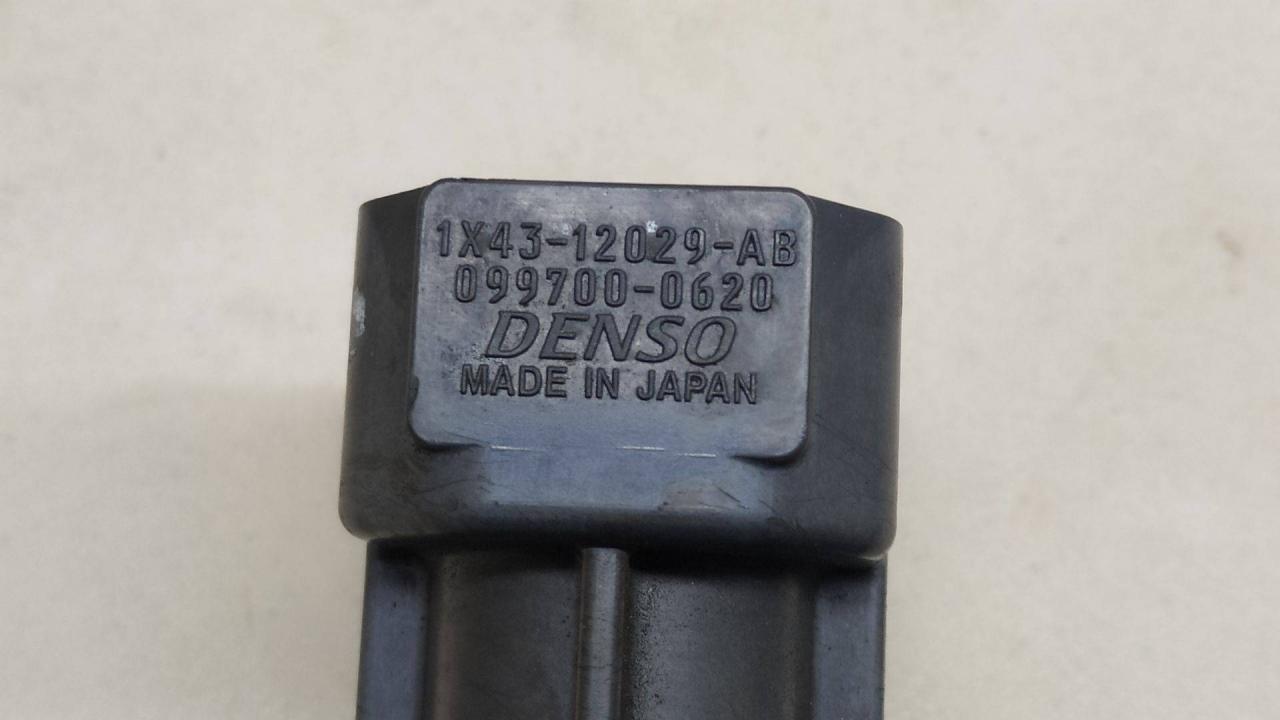 1X43-12029-AB
099700-0620
DENSO
MADE IN JAPAN